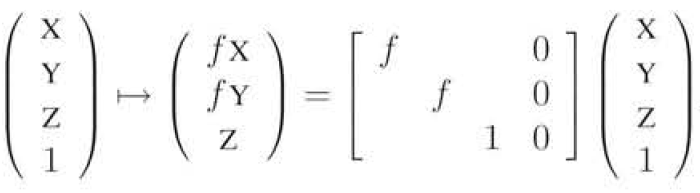 ( X Y Z 1 ) ↦ ( fX fY Z ) = [ f 0 f 0 1 0 ] ( X Y Z 1 )